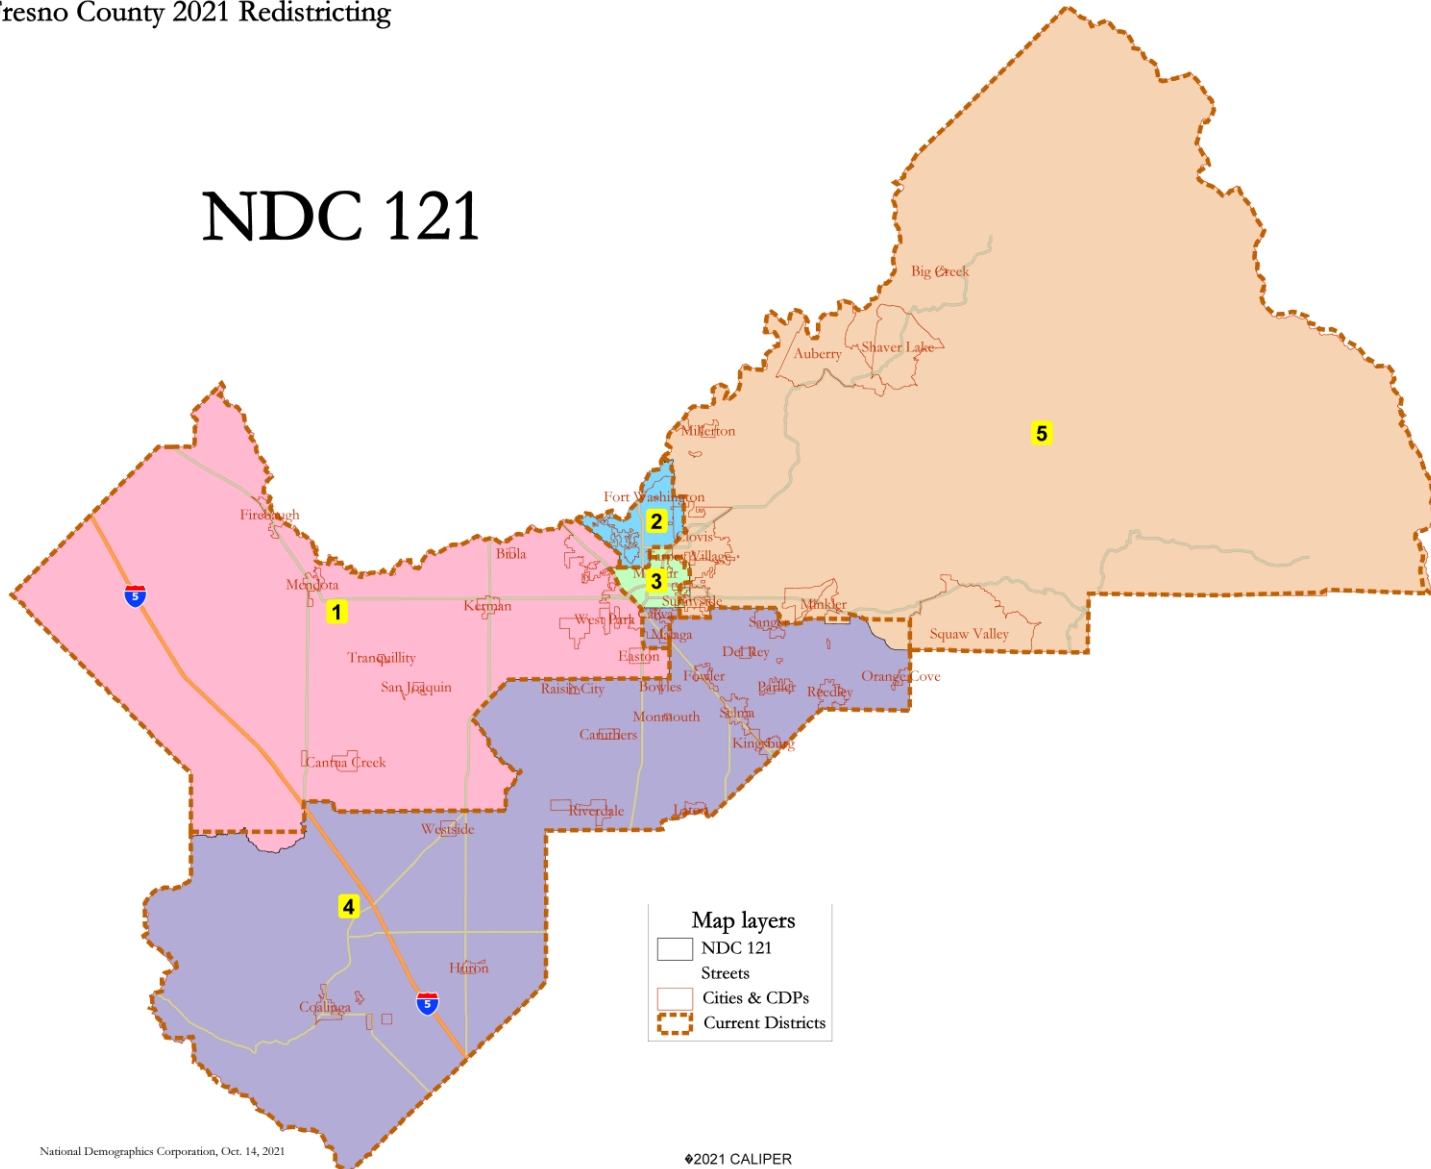 resno County 2021 Redistricting
NDC 121
Big Creek
Auberry
Shaver Lake
Millerton
5
Fort Washington
2
Firebaugh
Biola
Clovis
Village
3
5
Mendota
1
Kerman
Sunnyside
Minkler
West Park
Calwa
Malaga
Sanger
Squaw Valley
Tranquillity
Easton
Del Rey
San Joaquin
Raisin City
Bowles
Fowler
Parlier
Reedley
Orange Cove
Monmouth
Selma
Caruthers
Kingsburg
Cantua Creek
Riverdale
Laton
Westside
4
Huron
Coalinga
5
Map layers
NDC 121
Streets
Cities & CDPs
Current Districts
National Demographics Corporation, Oct. 14, 2021
�2021 CALIPER